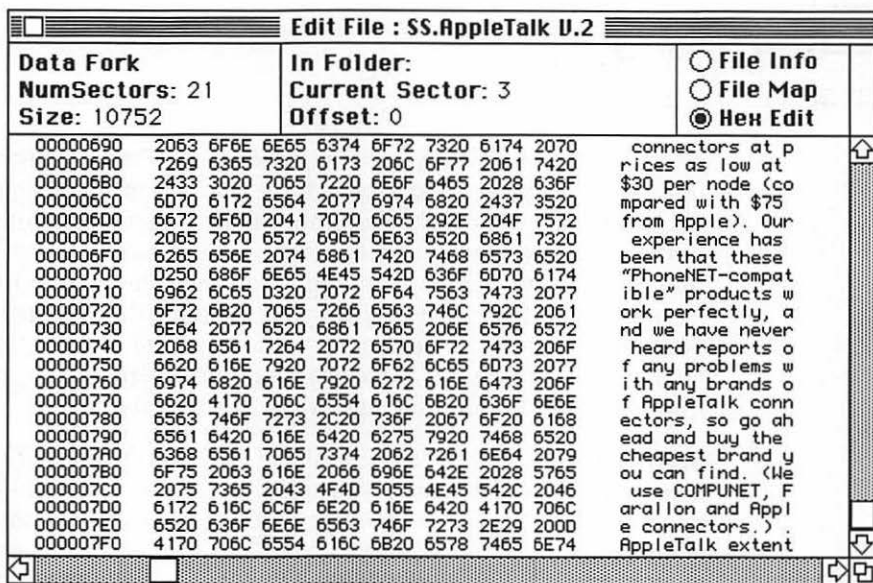 Edit File : SS.AppleTalk V.2
Data Fork
NumSectors: 21
Size: 10752
In Folder:
Current Sector: 3
Offset: 0
File Info
File Map
Hex Edit
00000690 2063 6F6E 6E65 6374 6F72 7320 6174 2070 connectors at p
000006A0 7269 6365 7320 6173 206C 6F77 2061 7420 rices as low at
000006B0 2433 3020 7065 7220 6E6F 6465 2028 636F $30 per node (co
000006C0 6D70 6172 6564 2077 6974 6820 2437 3520 mpared with $75
000006D0 6672 6F6D 2041 7070 6C65 292E 204F 7572 from Apple). Our
000006E0 2065 7870 6572 6965 6E63 6520 6861 7320 experience has
000006F0 6265 656E 2074 6861 7420 7468 6573 6520 been that these
00000700 D250 686F 6E65 4E45 542D 636F 6D70 6174 “PhoneNET-compat
00000710 6962 6C65 D320 7072 6F64 7563 7473 2077 ible” products w
00000720 6F72 6B20 7065 7266 6563 746C 792C 2061 ork perfectly, a
00000730 6E64 2077 6520 6861 7665 206E 6576 6572 nd we have never
00000740 2068 6561 7264 2072 6570 6F72 7473 206F heard reports o
00000750 6620 616E 7920 7072 6F62 6C65 6D73 2077 f any problems w
00000760 6974 6820 616E 7920 6272 616E 6473 206F ith any brands o
00000770 6620 4170 706C 6554 616C 6B20 636F 6E6E f AppleTalk conn
00000780 6563 746F 7273 2C20 736F 2067 6F20 6168 ectors, so go ah
00000790 6561 6420 616E 6420 6275 7920 7468 6520 ead and buy the
000007A0 6368 6561 7065 7374 2062 7261 6E64 2079 cheapest brand y
000007B0 6F75 2063 616E 2066 696E 642E 2028 5765 ou can find. (We
000007C0 2075 7365 2043 4F4D 5055 4E45 542C 2046 use COMPUNET, F
000007D0 6172 616C 6C6F 6E20 616E 6420 4170 706C arallon and Appl
000007E0 6520 636F 6E6E 6563 746F 7273 2E29 200D e connectors.) .
000007F0 4170 706C 6554 616C 6B20 6578 7465 6E74 AppleTalk extent